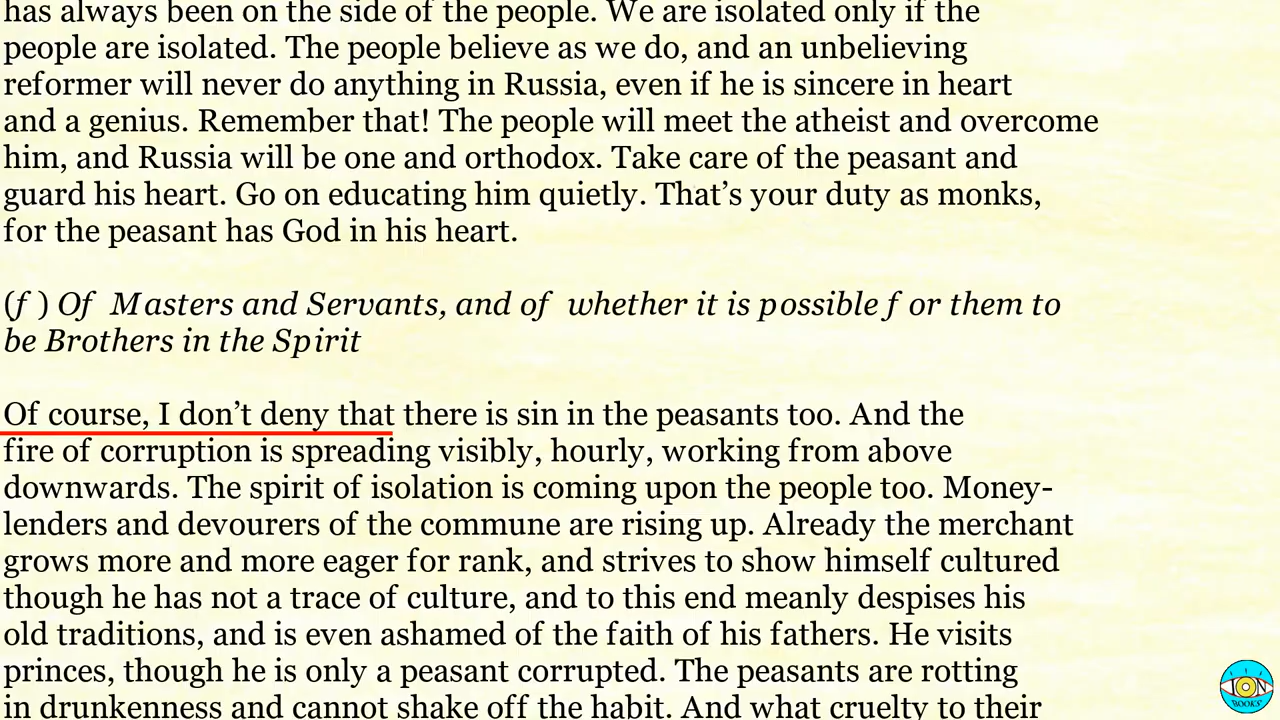 has always been on the side of the people. We are isolated only if the
people are isolated. The people believe as we do, and an unbelieving
reformer will never do anything in Russia, even if he is sincere in heart
and a genius. Remember that! The people will meet the atheist and overcome
him, and Russia will be one and orthodox. Take care of the peasant and
guard his heart. Go on educating him quietly. That’s your duty as monks,
for the peasant has God in his heart.
(f ) Of Masters and Servants, and of whether it is possible f or them to
be Brothers in the Spirit
Of course, I don’t deny that there is sin in the peasants too. And the
fire of corruption is spreading visibly, hourly, working from above
downwards. The spirit of isolation is coming upon the people too. Money-
lenders and devourers of the commune are rising up. Already the merchant
grows more and more eager for rank, and strives to show himself cultured
though he has not a trace of culture, and to this end meanly despises his
old traditions, and is even ashamed of the faith of his fathers. He visits
princes, though he is only a peasant corrupted. The peasants are rotting
in drunkenness and cannot shake off the habit. And what cruelty to their
ION
BOOKS